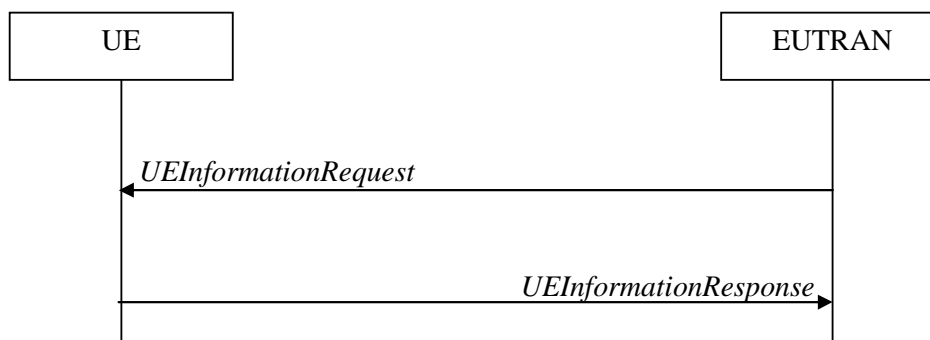 UE
EUTRAN
UEInformationRequest
UEInformationResponse